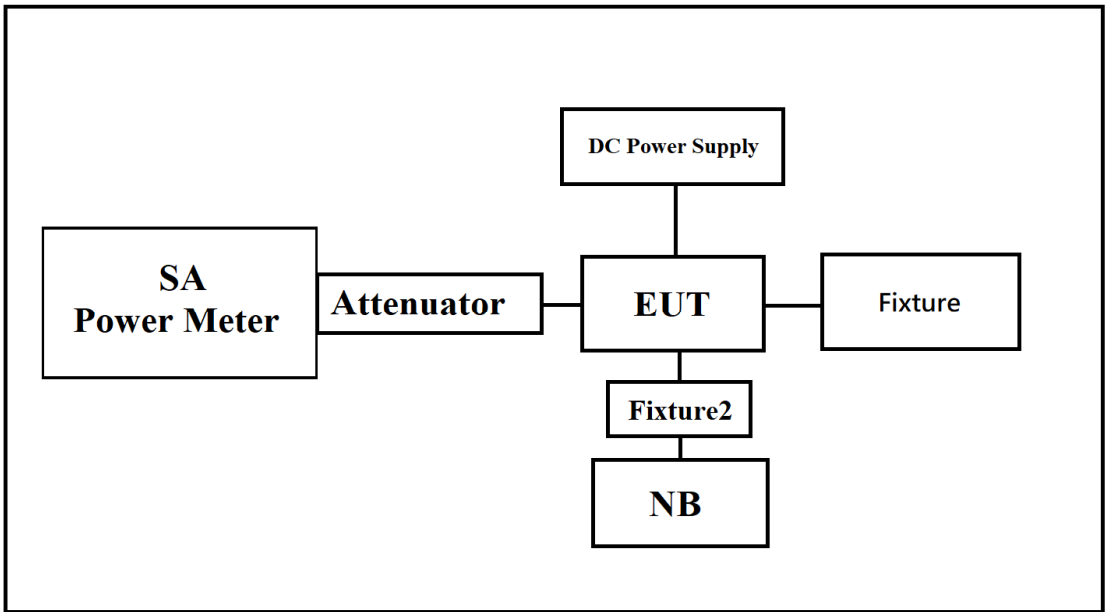 DC Power Supply
SA
Power Meter
Attenuator
EUT
Fixture
Fixture2
NB